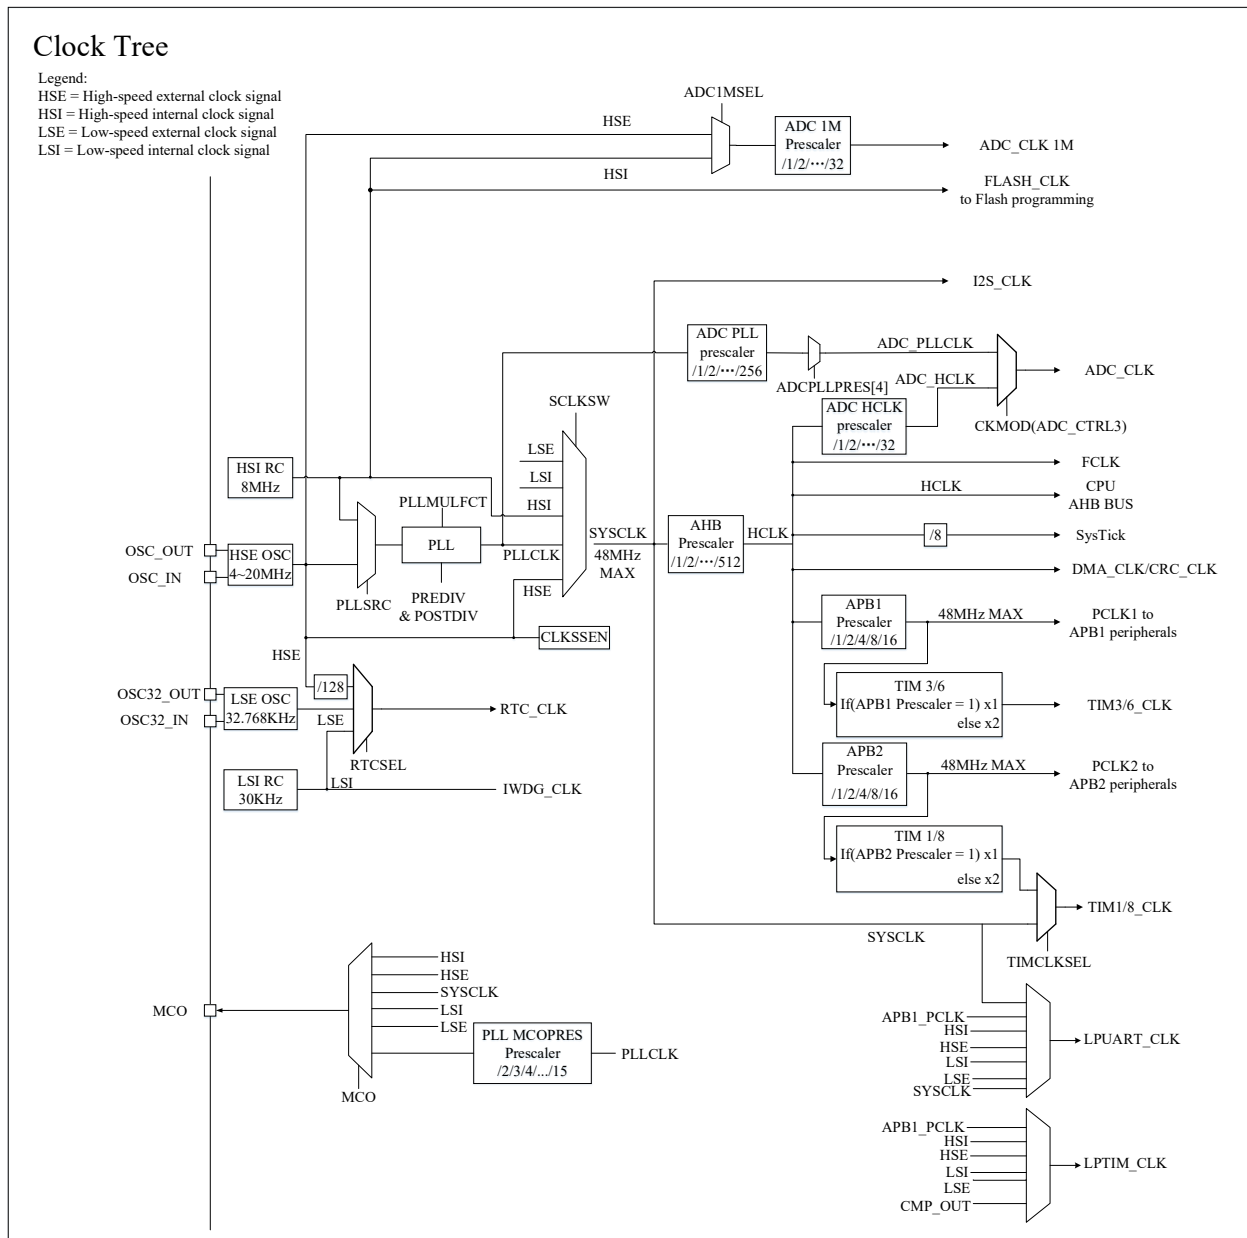 Clock Tree
Legend:
HSE = High-speed external clock signal
HSI = High-speed internal clock signal
LSE = Low-speed external clock signal
LSI = Low-speed internal clock signal
ADC1MSEL
HSE
ADC 1M
Prescaler
/1/2/···/32
ADC_CLK 1M
HSI
FLASH_CLK
to Flash programming
I2S_CLK
ADC PLL
prescaler
/1/2/···/256
ADCPLLPRES[4]
ADC_PLLCLK
ADC_HCLK
ADC_CLK
CKMOD(ADC_CTRL3)
ADC HCLK
prescaler
/1/2/···/32
SCLKSW
LSE
LSI
HSI
PLLCLK
HSE
HSI RC
8MHz
PLLMULFCT
PLL
PREDIV
& POSTDIV
PLLSRC
OSC_OUT
OSC_IN
HSE OSC
4~20MHz
SYSCLK
48MHz
MAX
AHB
Prescaler
/1/2/···/512
HCLK
FCLK
HCLK
CPU
AHB BUS
/8
SysTick
DMA_CLK/CRC_CLK
APB1
Prescaler
/1/2/4/8/16
48MHz MAX
PCLK1 to
APB1 peripherals
CLKSSEN
HSE
/128
OSC32_OUT
OSC32_IN
LSE OSC
32.768KHz
LSE
RTC_CLK
RTCSEL
LSI RC
30KHz
LSI
IWDG_CLK
TIM 3/6
If(APB1 Prescaler = 1) x1
else x2
TIM3/6_CLK
APB2
Prescaler
/1/2/4/8/16
48MHz MAX
PCLK2 to
APB2 peripherals
TIM 1/8
If(APB2 Prescaler = 1) x1
else x2
TIM1/8_CLK
SYSCLK
TIMCLKSEL
MCO
HSI
HSE
SYSCLK
LSI
LSE
PLL MCOPRES
Prescaler
/2/3/4/.../15
PLLCLK
MCO
APB1_PCLK
HSI
HSE
LSI
LSE
SYSCLK
LPUART_CLK
APB1_PCLK
HSI
HSE
LSI
LSE
CMP_OUT
LPTIM_CLK